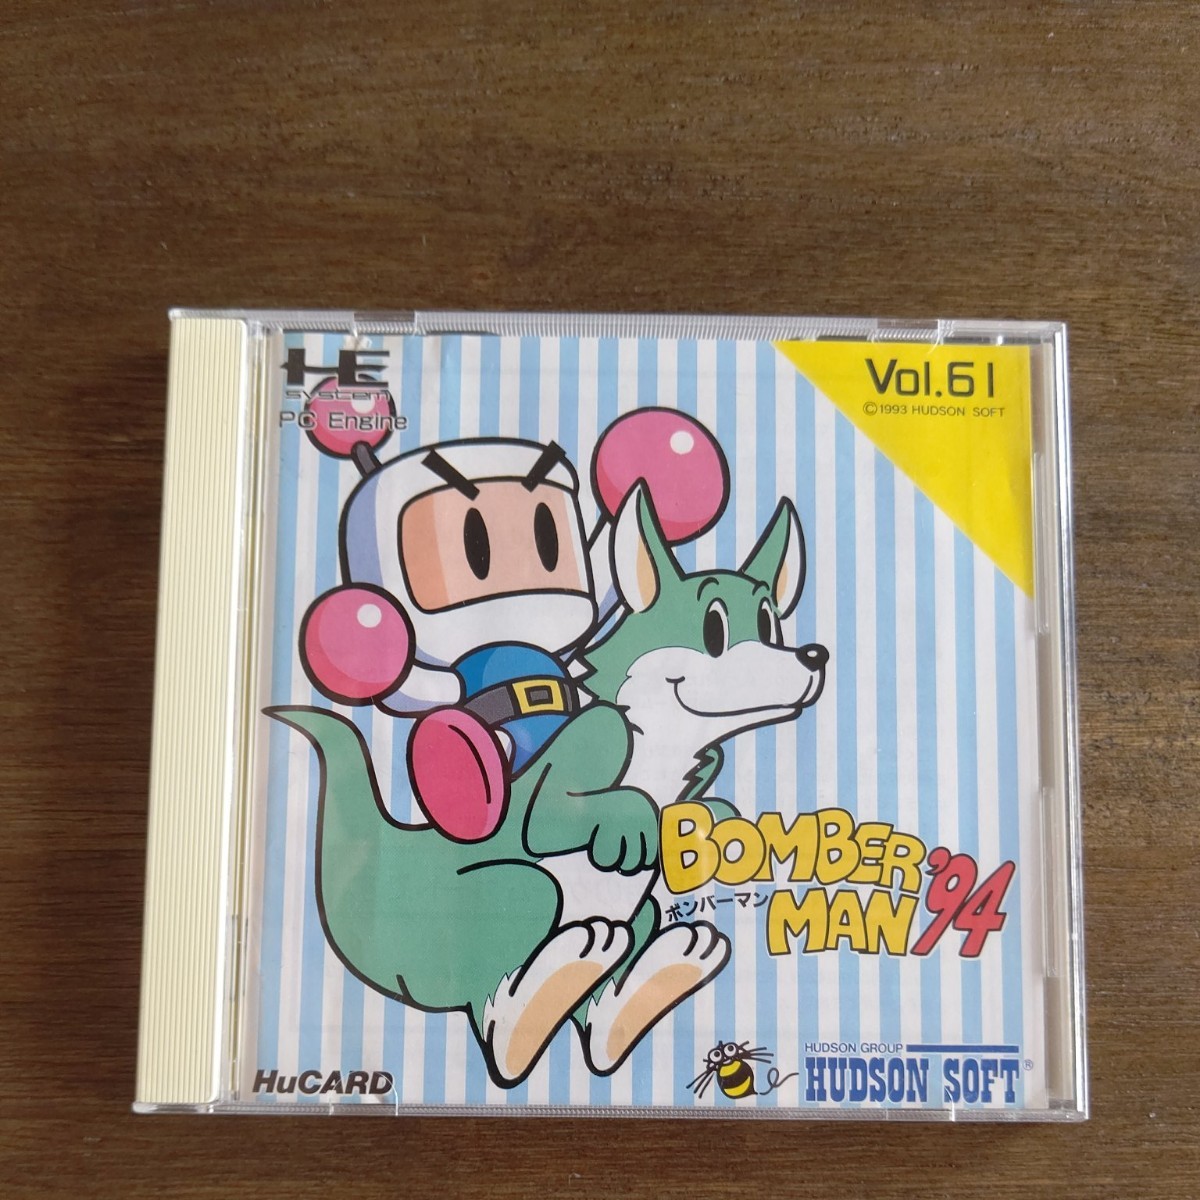 HE
system
PC Engine
Vol.61
©1993 HUDSON SOFT
BOMBER
MAN '94
ボンバーマン
HuCARD
HUDSON GROUP
HUDSON SOFT®